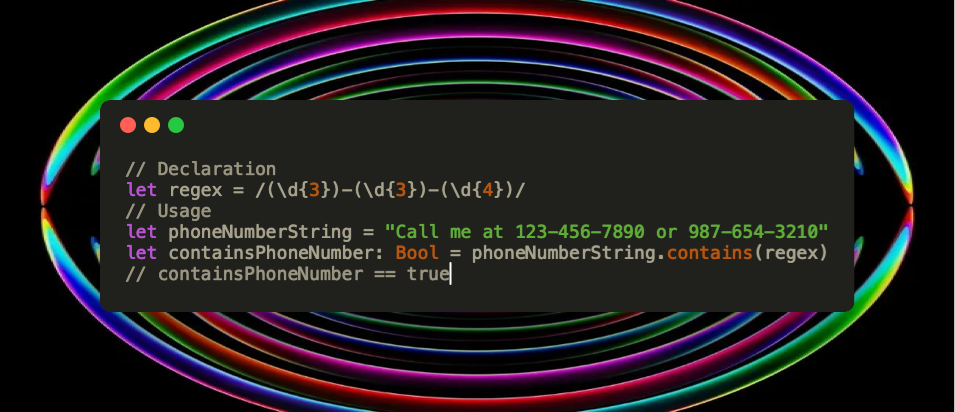 // Declaration
let regex = /(\d{3})-(\d{3})-(\d{4})/
// Usage
let phoneNumberString = "Call me at 123-456-7890 or 987-654-3210"
let containsPhoneNumber: Bool = phoneNumberString.contains(regex)
// containsPhoneNumber == true